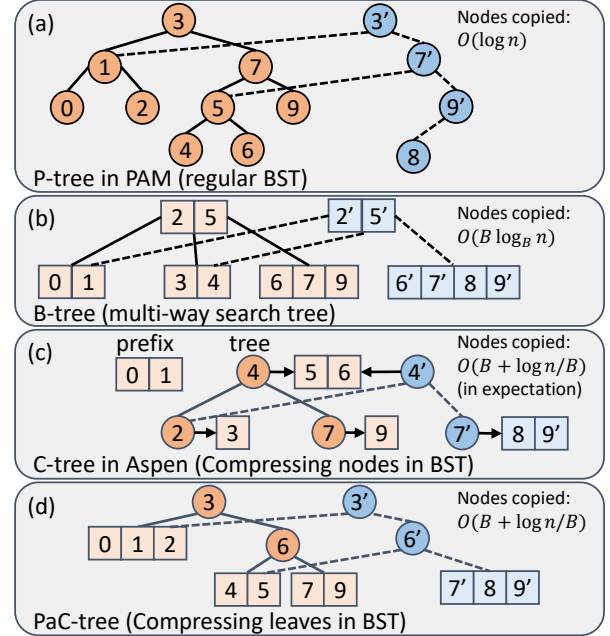 (a)
3
3′
Nodes copied:
O(log n)
1
7
7′
0
2
5
9
9′
4
6
8
P-tree in PAM (regular BST)
(b)
2 5
2′ 5′
Nodes copied:
O(B log_B n)
0 1
3 4
6 7 9
6′ 7′ 8 9′
B-tree (multi-way search tree)
(c)
prefix
tree
Nodes copied:
0 1
4
5 6
4′
O(B + log n/B)
(in expectation)
2
3
7
9
7′
8 9′
C-tree in Aspen (Compressing nodes in BST)
(d)
3
3′
Nodes copied:
O(B + log n/B)
0 1 2
6
6′
4 5
7 9
7′ 8 9′
PaC-tree (Compressing leaves in BST)